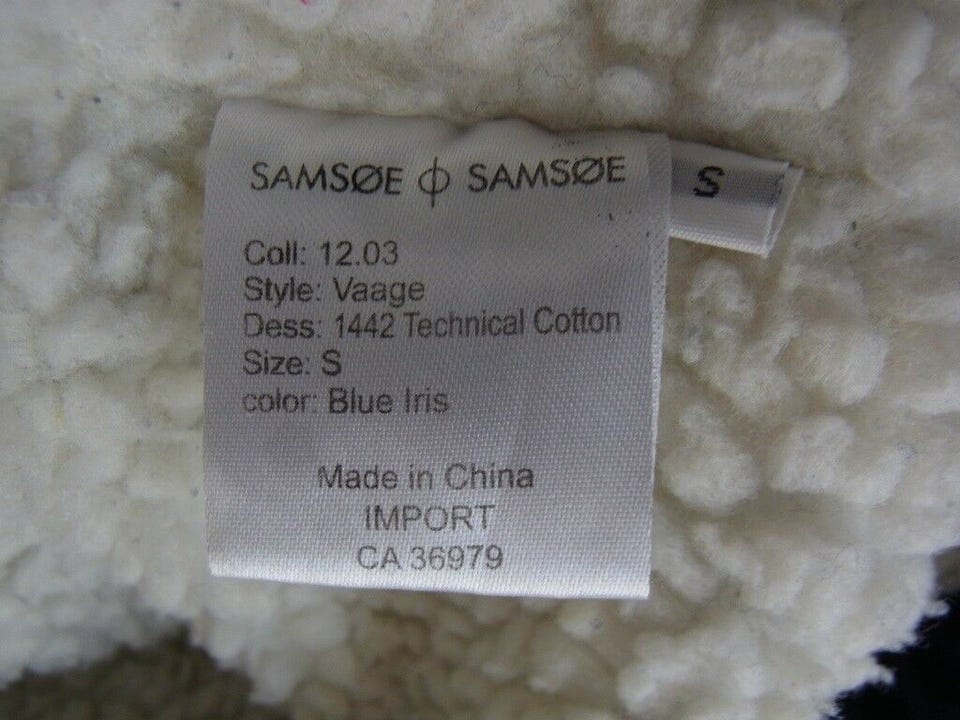 SAMSØE ϕ SAMSØE
S
Coll: 12.03
Style: Vaage
Dess: 1442 Technical Cotton
Size: S
color: Blue Iris
Made in China
IMPORT
CA 36979